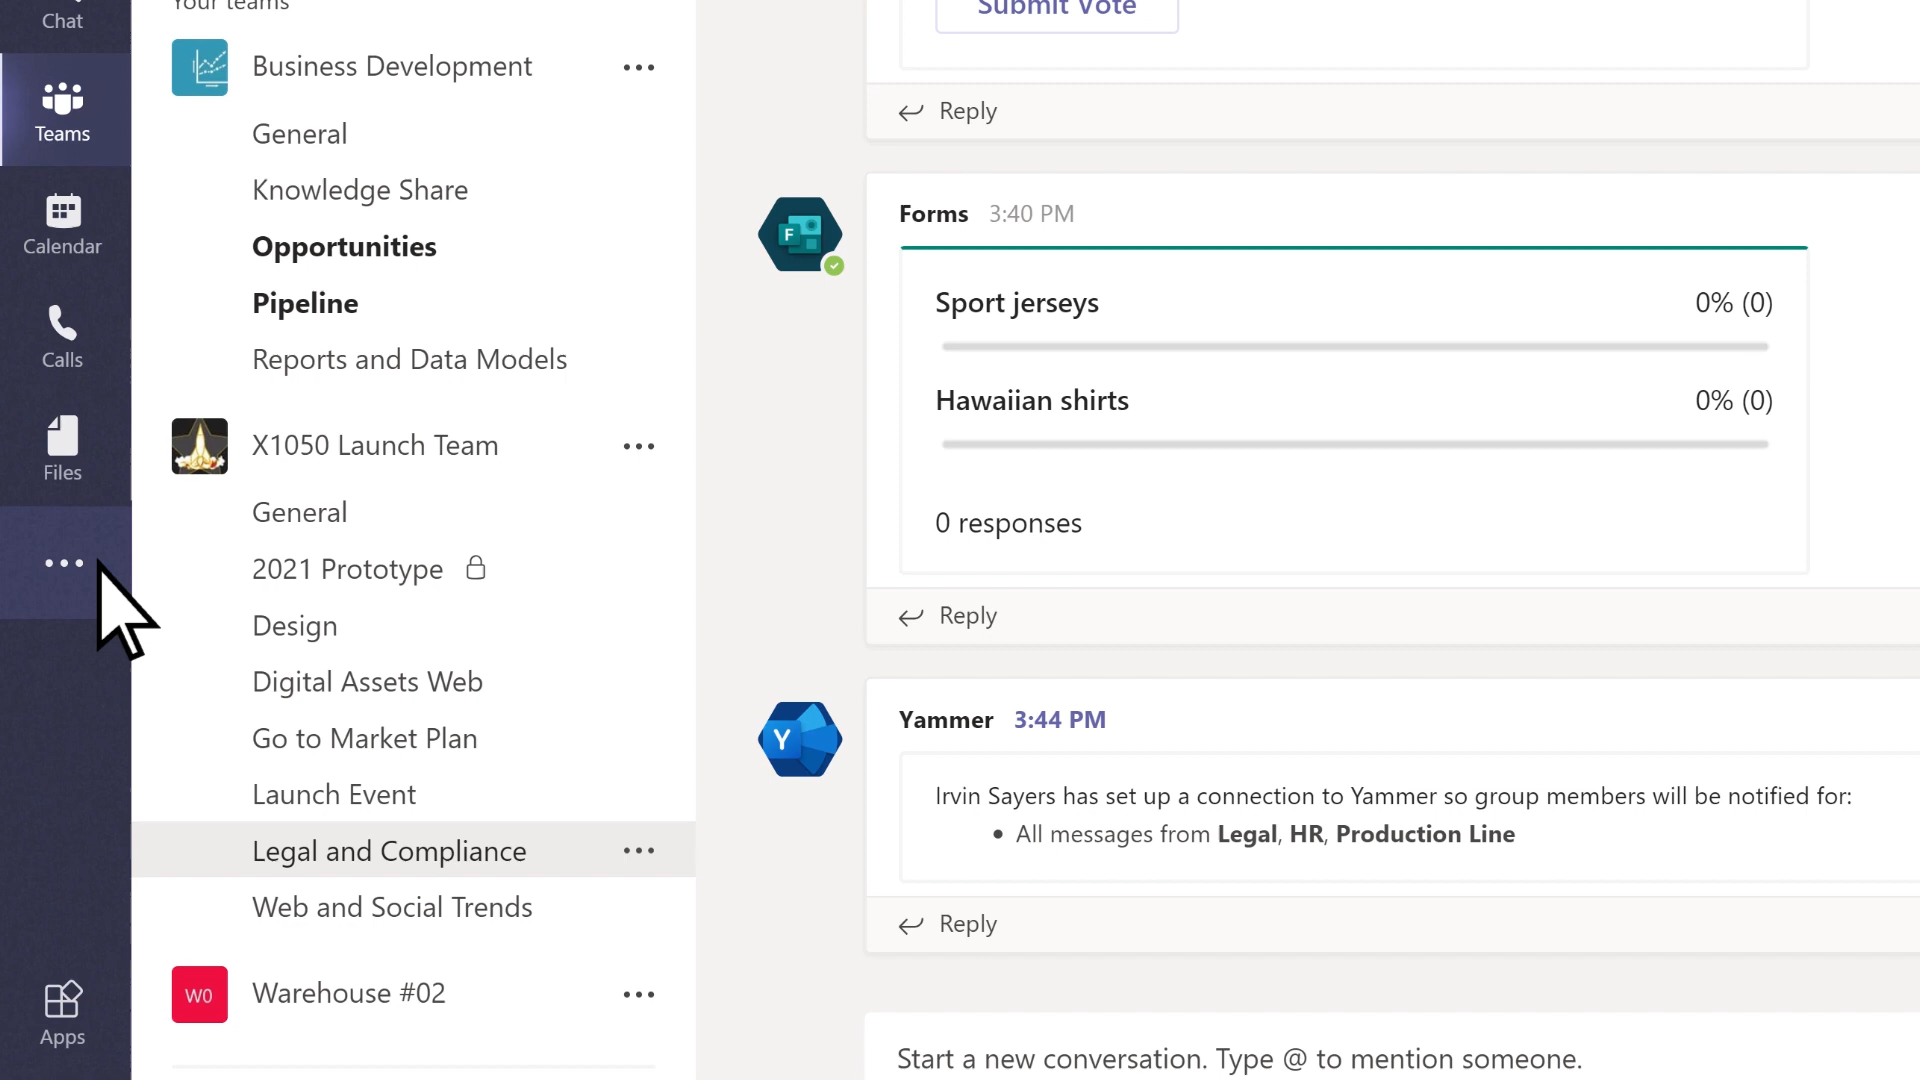 Chat
Teams
Calendar
Calls
Files
Apps
Your teams
Business Development
General
Knowledge Share
Opportunities
Pipeline
Reports and Data Models
X1050 Launch Team
General
2021 Prototype
Design
Digital Assets Web
Go to Market Plan
Launch Event
Legal and Compliance
Web and Social Trends
W0
Warehouse #02
Submit Vote
Reply
F
Forms 3:40 PM
Sport jerseys 0% (0)
Hawaiian shirts 0% (0)
0 responses
Reply
Y
Yammer 3:44 PM
Irvin Sayers has set up a connection to Yammer so group members will be notified for:
• All messages from Legal, HR, Production Line
Reply
Start a new conversation. Type @ to mention someone.